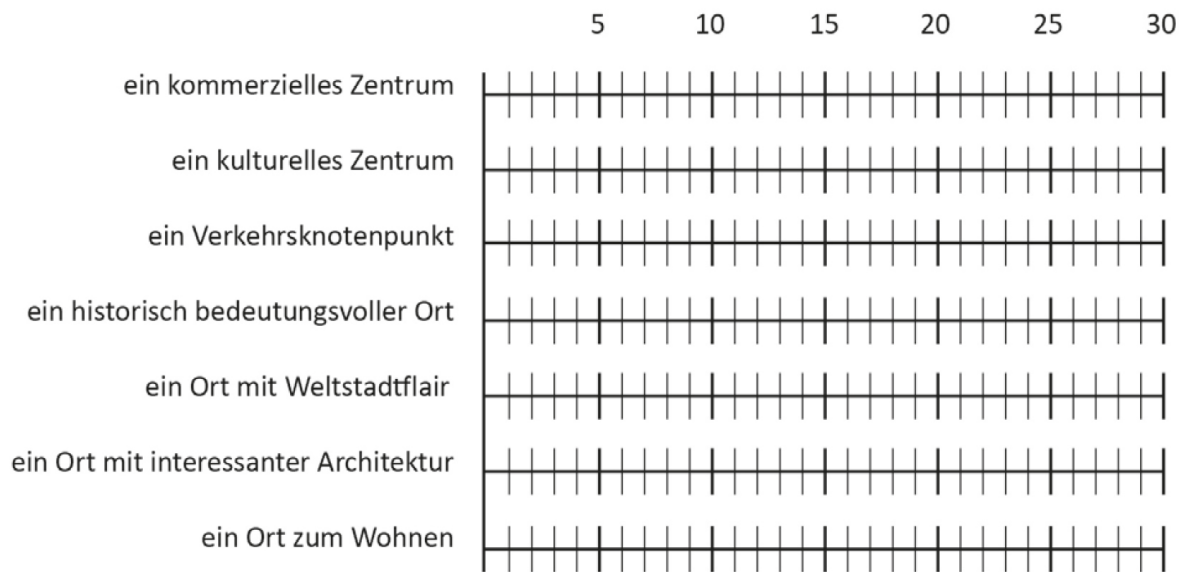 5 10 15 20 25 30
ein kommerzielles Zentrum
ein kulturelles Zentrum
ein Verkehrsknotenpunkt
ein historisch bedeutungsvoller Ort
ein Ort mit Weltstadtflair
ein Ort mit interessanter Architektur
ein Ort zum Wohnen